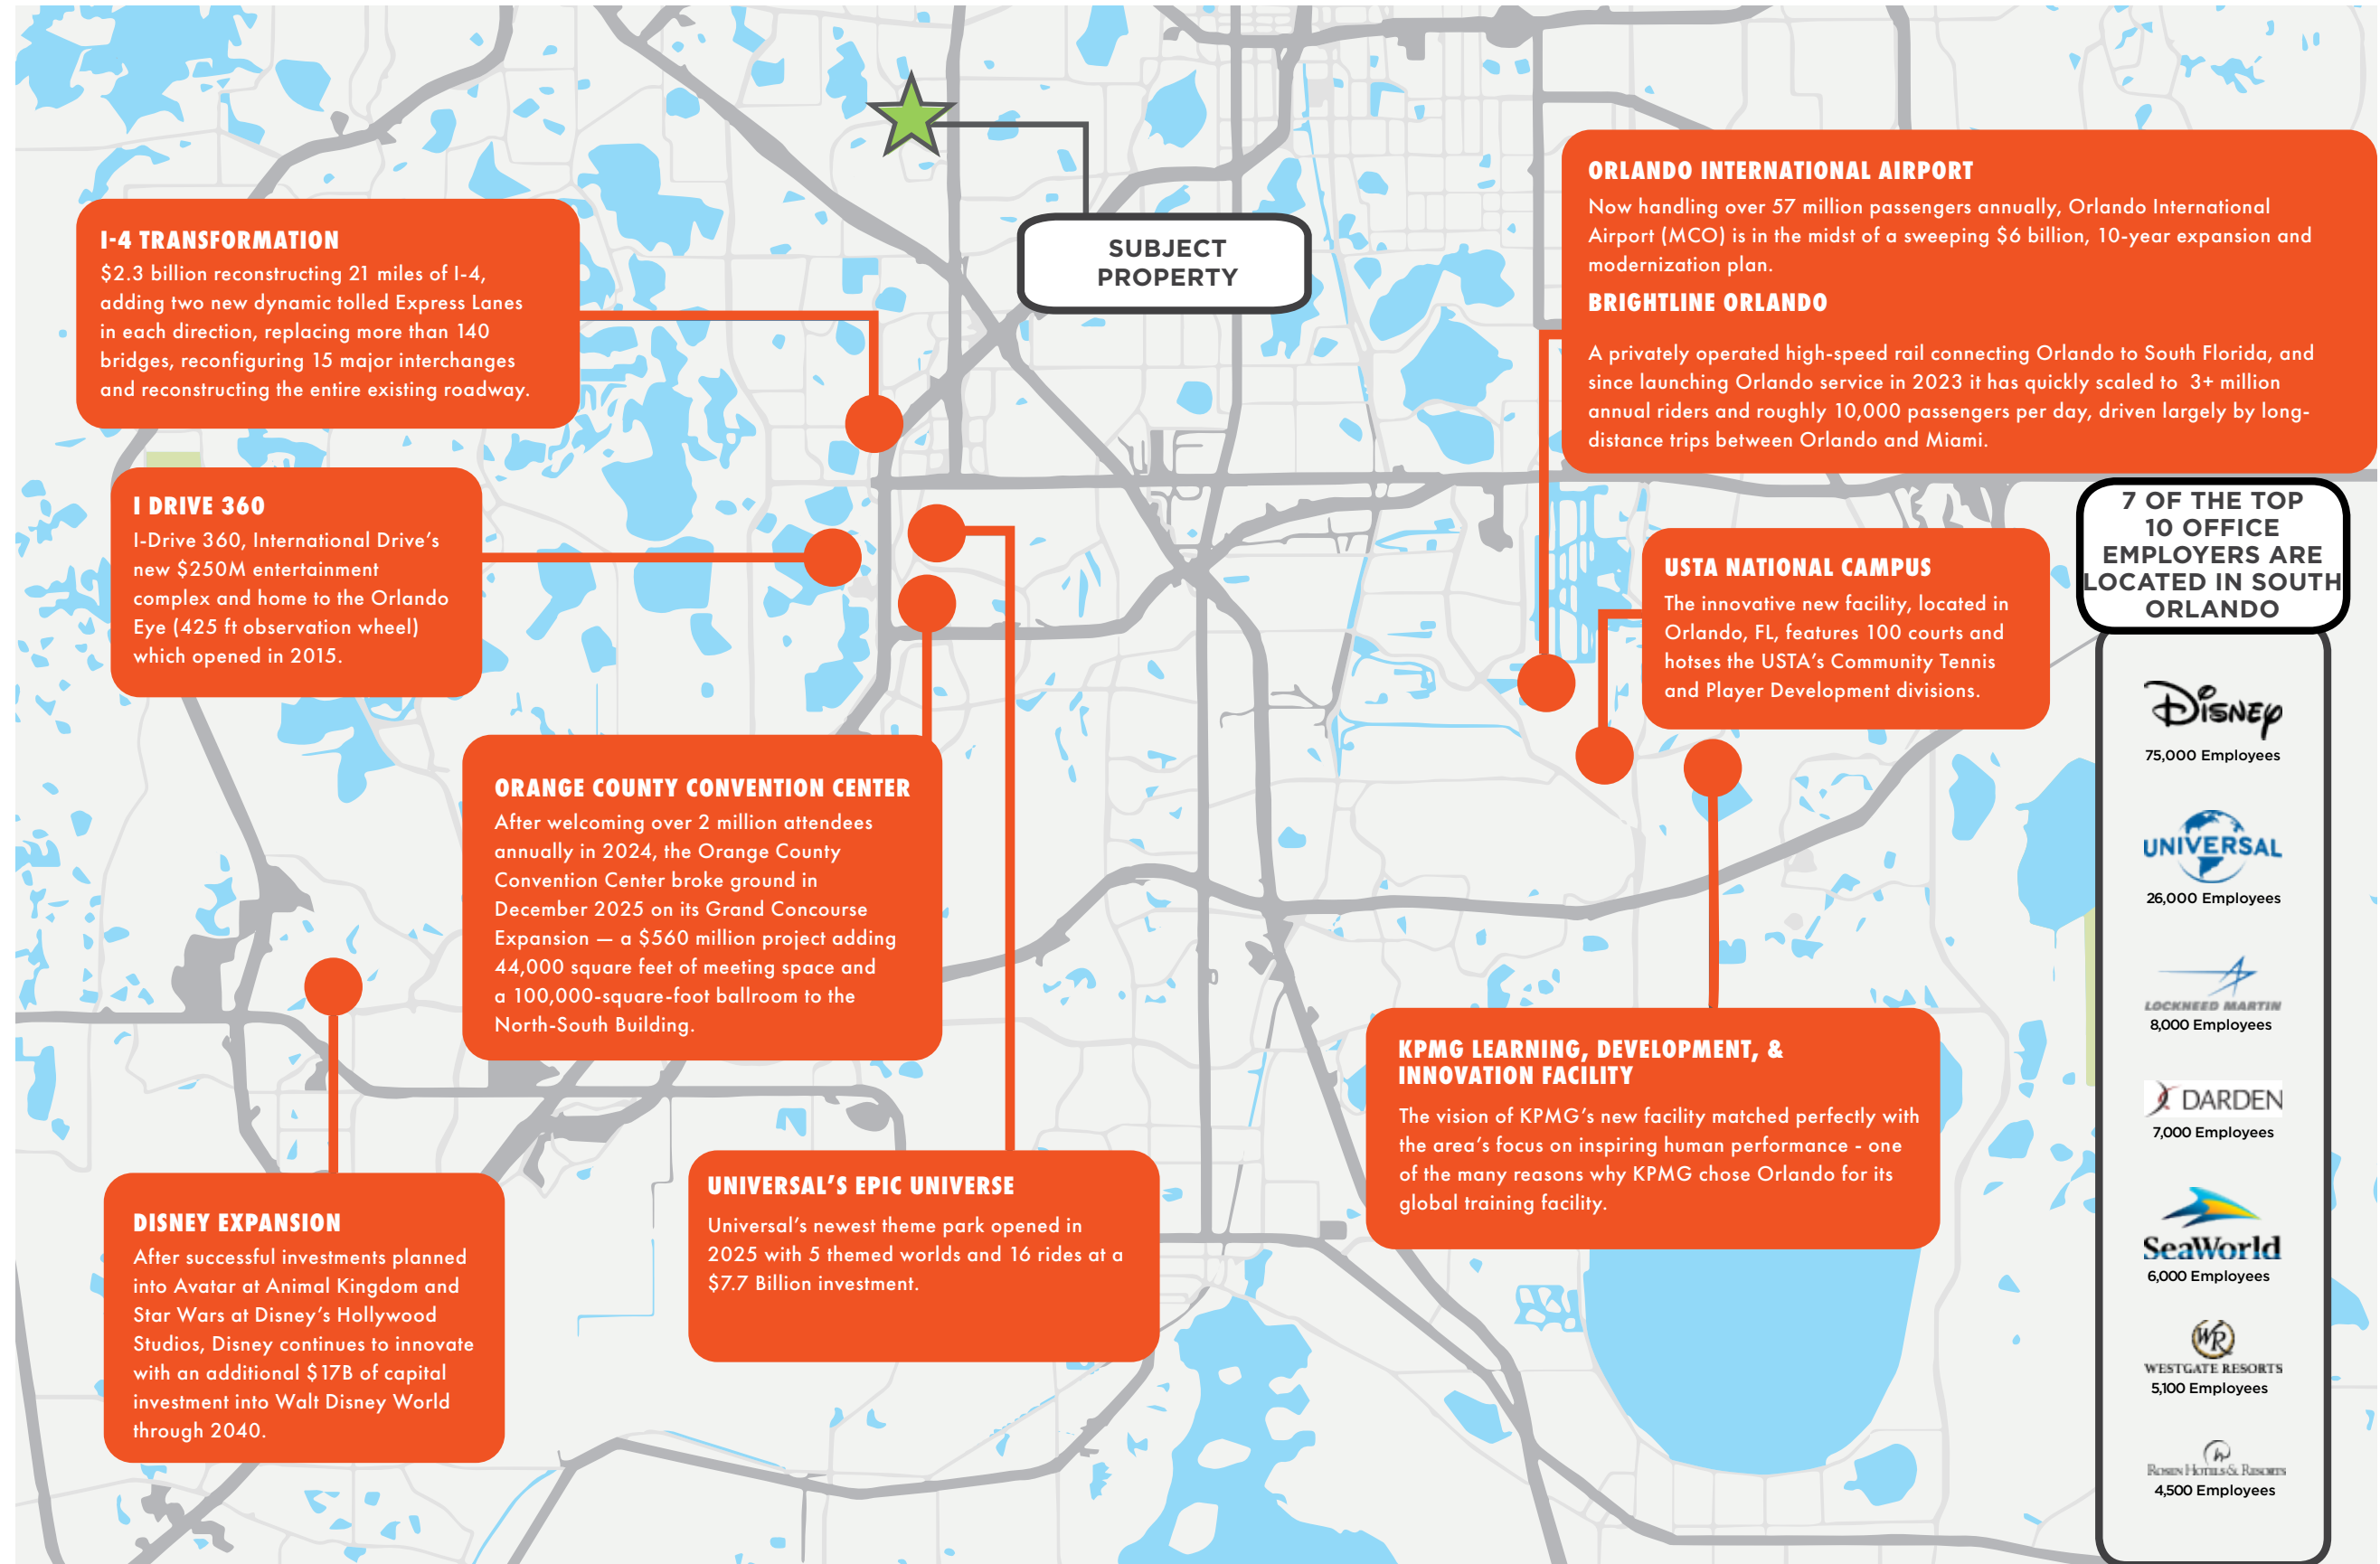 SUBJECT
PROPERTY
I-4 TRANSFORMATION
$2.3 billion reconstructing 21 miles of I-4,
adding two new dynamic tolled Express Lanes
in each direction, replacing more than 140
bridges, reconfiguring 15 major interchanges
and reconstructing the entire existing roadway.
ORLANDO INTERNATIONAL AIRPORT
Now handling over 57 million passengers annually, Orlando International
Airport (MCO) is in the midst of a sweeping $6 billion, 10-year expansion and
modernization plan.
BRIGHTLINE ORLANDO
A privately operated high-speed rail connecting Orlando to South Florida, and
since launching Orlando service in 2023 it has quickly scaled to 3+ million
annual riders and roughly 10,000 passengers per day, driven largely by long-
distance trips between Orlando and Miami.
I DRIVE 360
I-Drive 360, International Drive's
new $250M entertainment
complex and home to the Orlando
Eye (425 ft observation wheel)
which opened in 2015.
USTA NATIONAL CAMPUS
The innovative new facility, located in
Orlando, FL, features 100 courts and
hotses the USTA's Community Tennis
and Player Development divisions.
ORANGE COUNTY CONVENTION CENTER
After welcoming over 2 million attendees
annually in 2024, the Orange County
Convention Center broke ground in
December 2025 on its Grand Concourse
Expansion — a $560 million project adding
44,000 square feet of meeting space and
a 100,000-square-foot ballroom to the
North-South Building.
KPMG LEARNING, DEVELOPMENT, &
INNOVATION FACILITY
The vision of KPMG's new facility matched perfectly with
the area's focus on inspiring human performance - one
of the many reasons why KPMG chose Orlando for its
global training facility.
DISNEY EXPANSION
After successful investments planned
into Avatar at Animal Kingdom and
Star Wars at Disney's Hollywood
Studios, Disney continues to innovate
with an additional $17B of capital
investment into Walt Disney World
through 2040.
UNIVERSAL'S EPIC UNIVERSE
Universal's newest theme park opened in
2025 with 5 themed worlds and 16 rides at a
$7.7 Billion investment.
7 OF THE TOP
10 OFFICE
EMPLOYERS ARE
LOCATED IN SOUTH
ORLANDO
Disney
75,000 Employees
UNIVERSAL
26,000 Employees
LOCKHEED MARTIN
8,000 Employees
DARDEN
7,000 Employees
SeaWorld
6,000 Employees
WR
WESTGATE RESORTS
5,100 Employees
h
ROSEN HOTELS & RESORTS
4,500 Employees